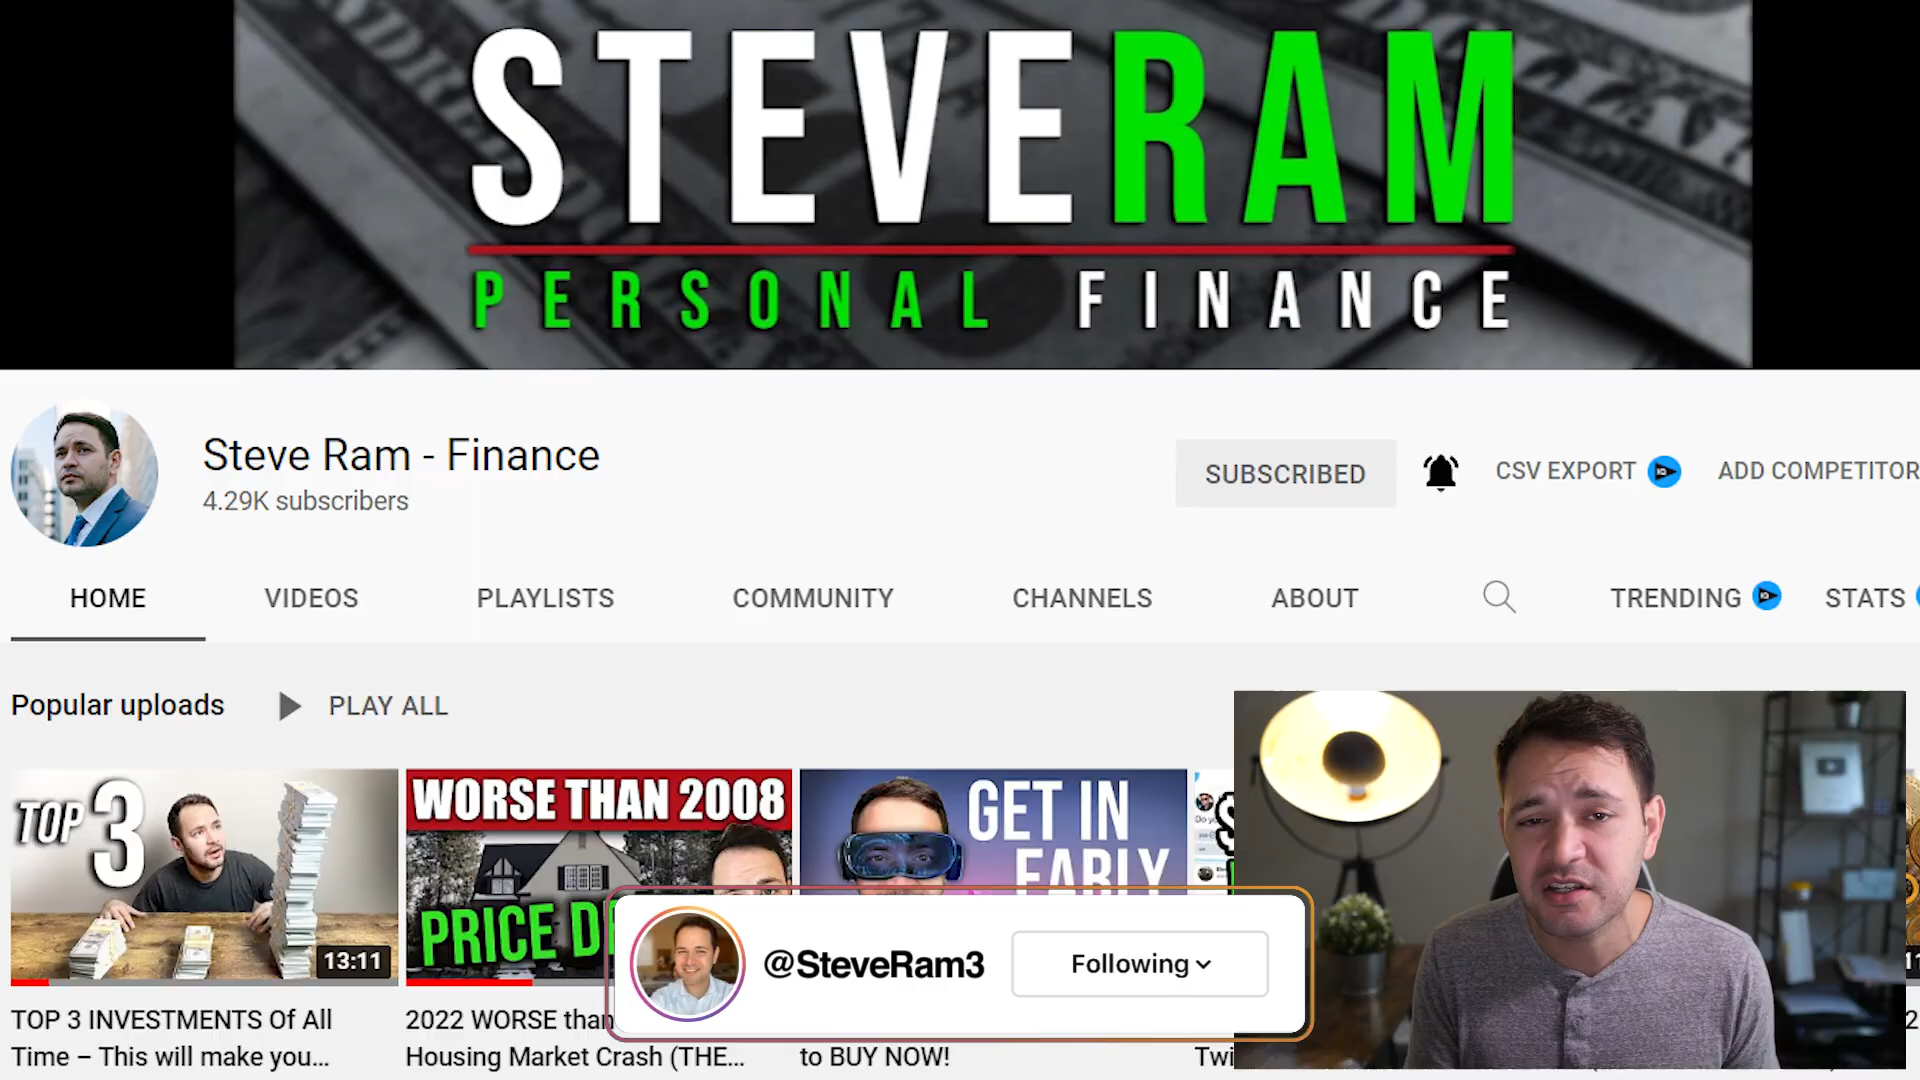 STEVERAM
PERSONAL FINANCE
Steve Ram - Finance
4.29K subscribers
SUBSCRIBED
CSV EXPORT
ADD COMPETITOR
HOME
VIDEOS
PLAYLISTS
COMMUNITY
CHANNELS
ABOUT
TRENDING
STATS
Popular uploads
PLAY ALL
TOP 3
13:11
WORSE THAN 2008
PRICE
GET IN
EARLY
@SteveRam3
Following
TOP 3 INVESTMENTS Of All
Time – This will make you...
2022 WORSE than
Housing Market Crash (THE...
to BUY NOW!